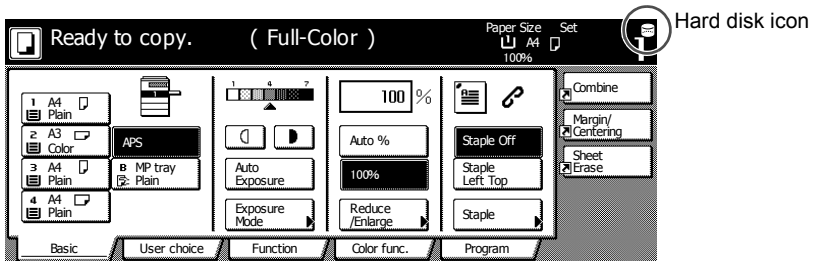 Ready to copy. ( Full-Color )
Paper Size Set
A4
100%
1
Hard disk icon
1 A4
Plain
2 A3
Color
3 A4
Plain
4 A4
Plain
APS
B MP tray
Plain
1 4 7
Auto
Exposure
Exposure
Mode
100 %
Auto %
100%
Reduce
/Enlarge
Staple Off
Staple
Left Top
Staple
Combine
Margin/
Centering
Sheet
Erase
Basic
User choice
Function
Color func.
Program